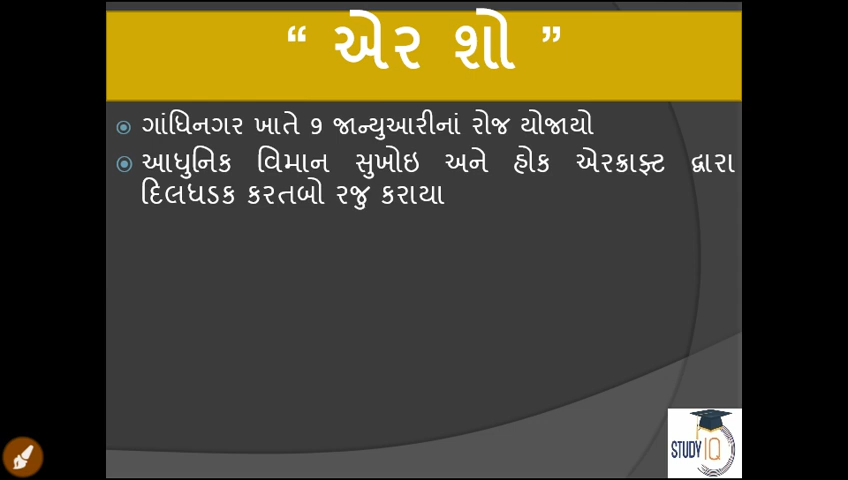 “ એર શો ”
ગાંધિનગર ખાતે 9 જાન્યુઆરીનાં રોજ યોજાયો
આધુનિક વિમાન સુખોઇ અને હોક એરક્રાફ્ટ દ્વારા
દિલધડક કરતબો રજુ કરાયા
STUDY IQ